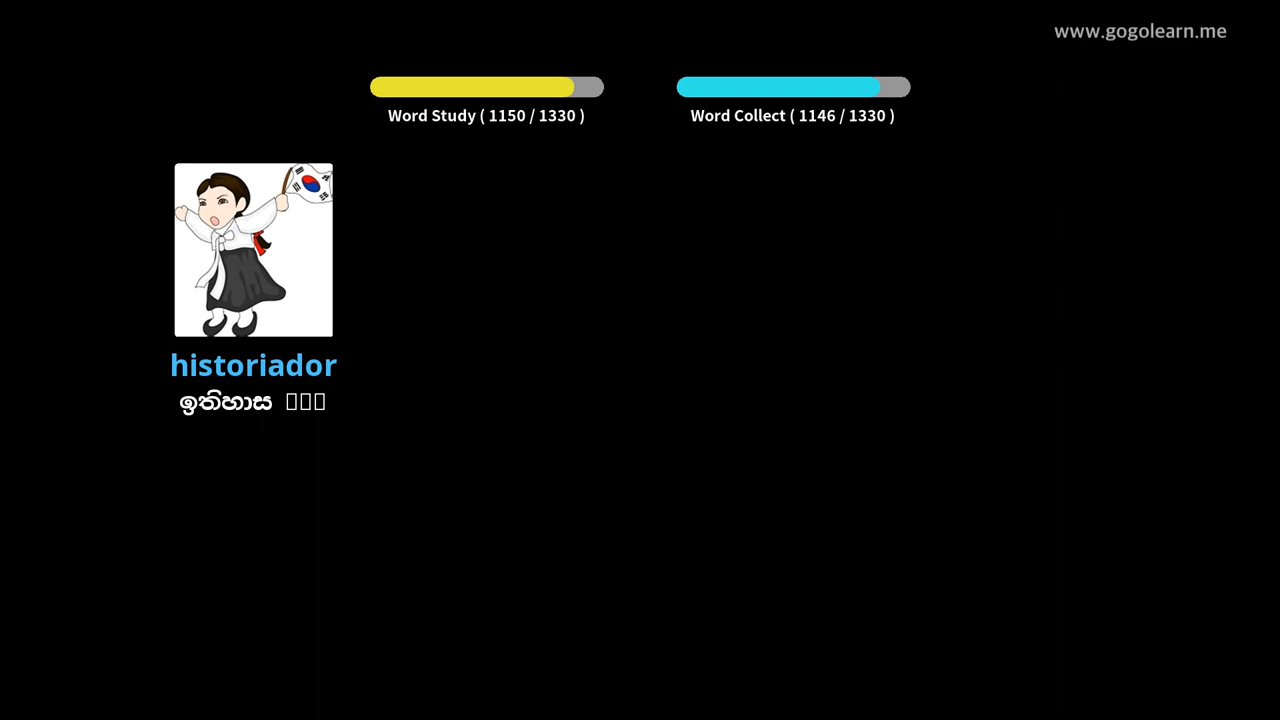 www.gogolearn.me
Word Study ( 1150 / 1330 )
Word Collect ( 1146 / 1330 )
historiador
ඉතිහාස